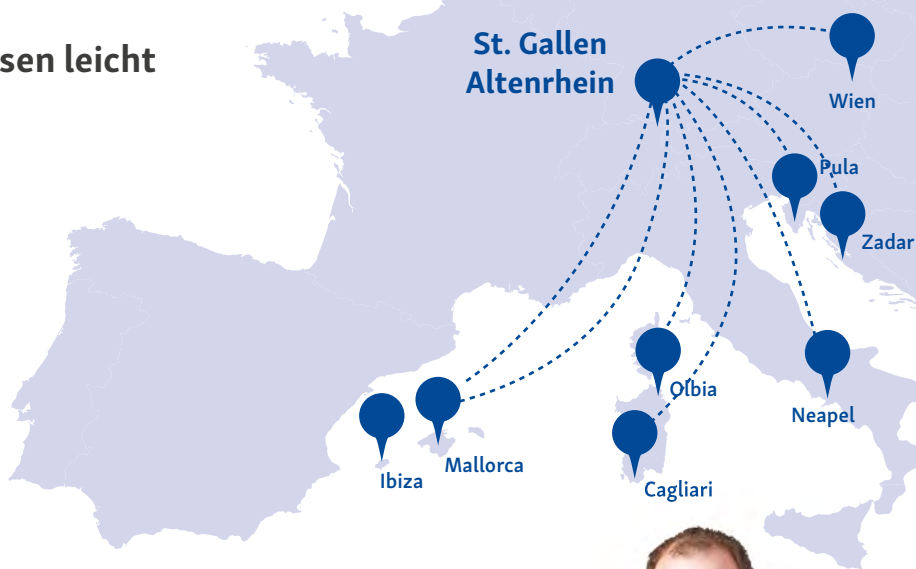 sen leicht
St. Gallen
Altenrhein
Wien
Pula
Zadar
Olbia
Neapel
Mallorca
Ibiza
Cagliari